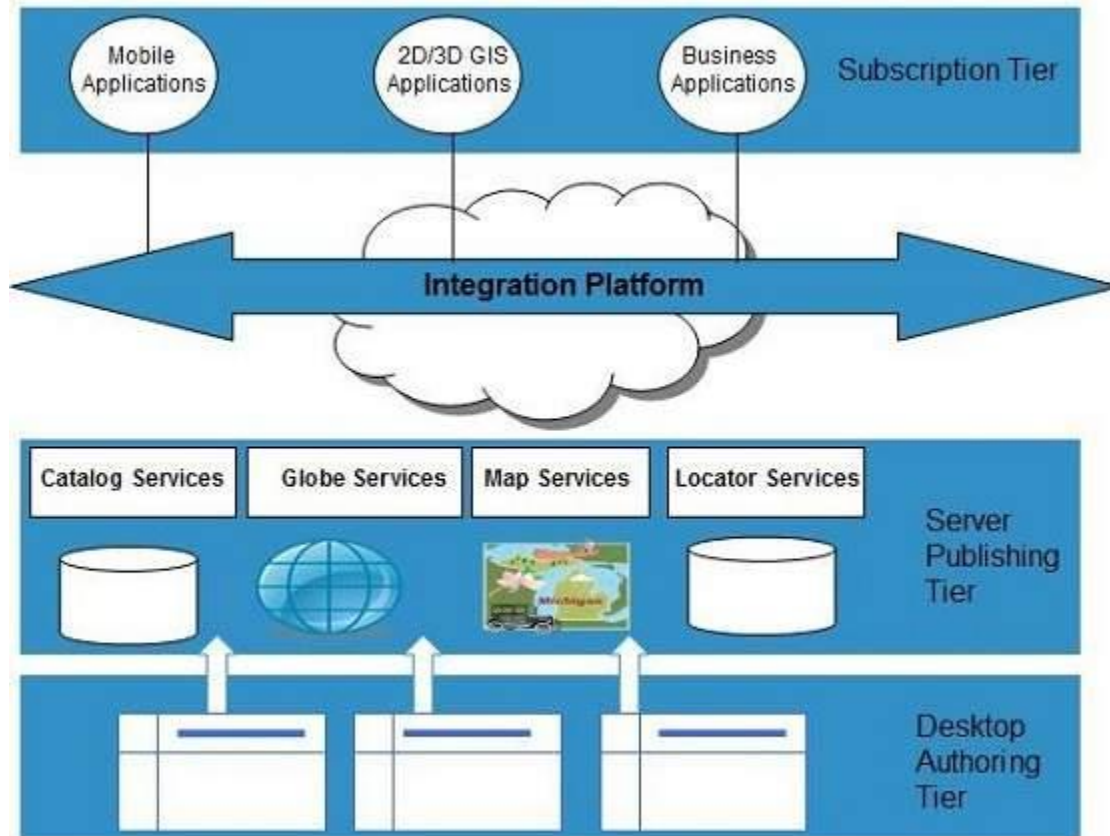 Mobile
Applications
2D/3D GIS
Applications
Business
Applications
Subscription Tier
Integration Platform
Catalog Services
Globe Services
Map Services
Locator Services
Michigan
Server
Publishing
Tier
Desktop
Authoring
Tier